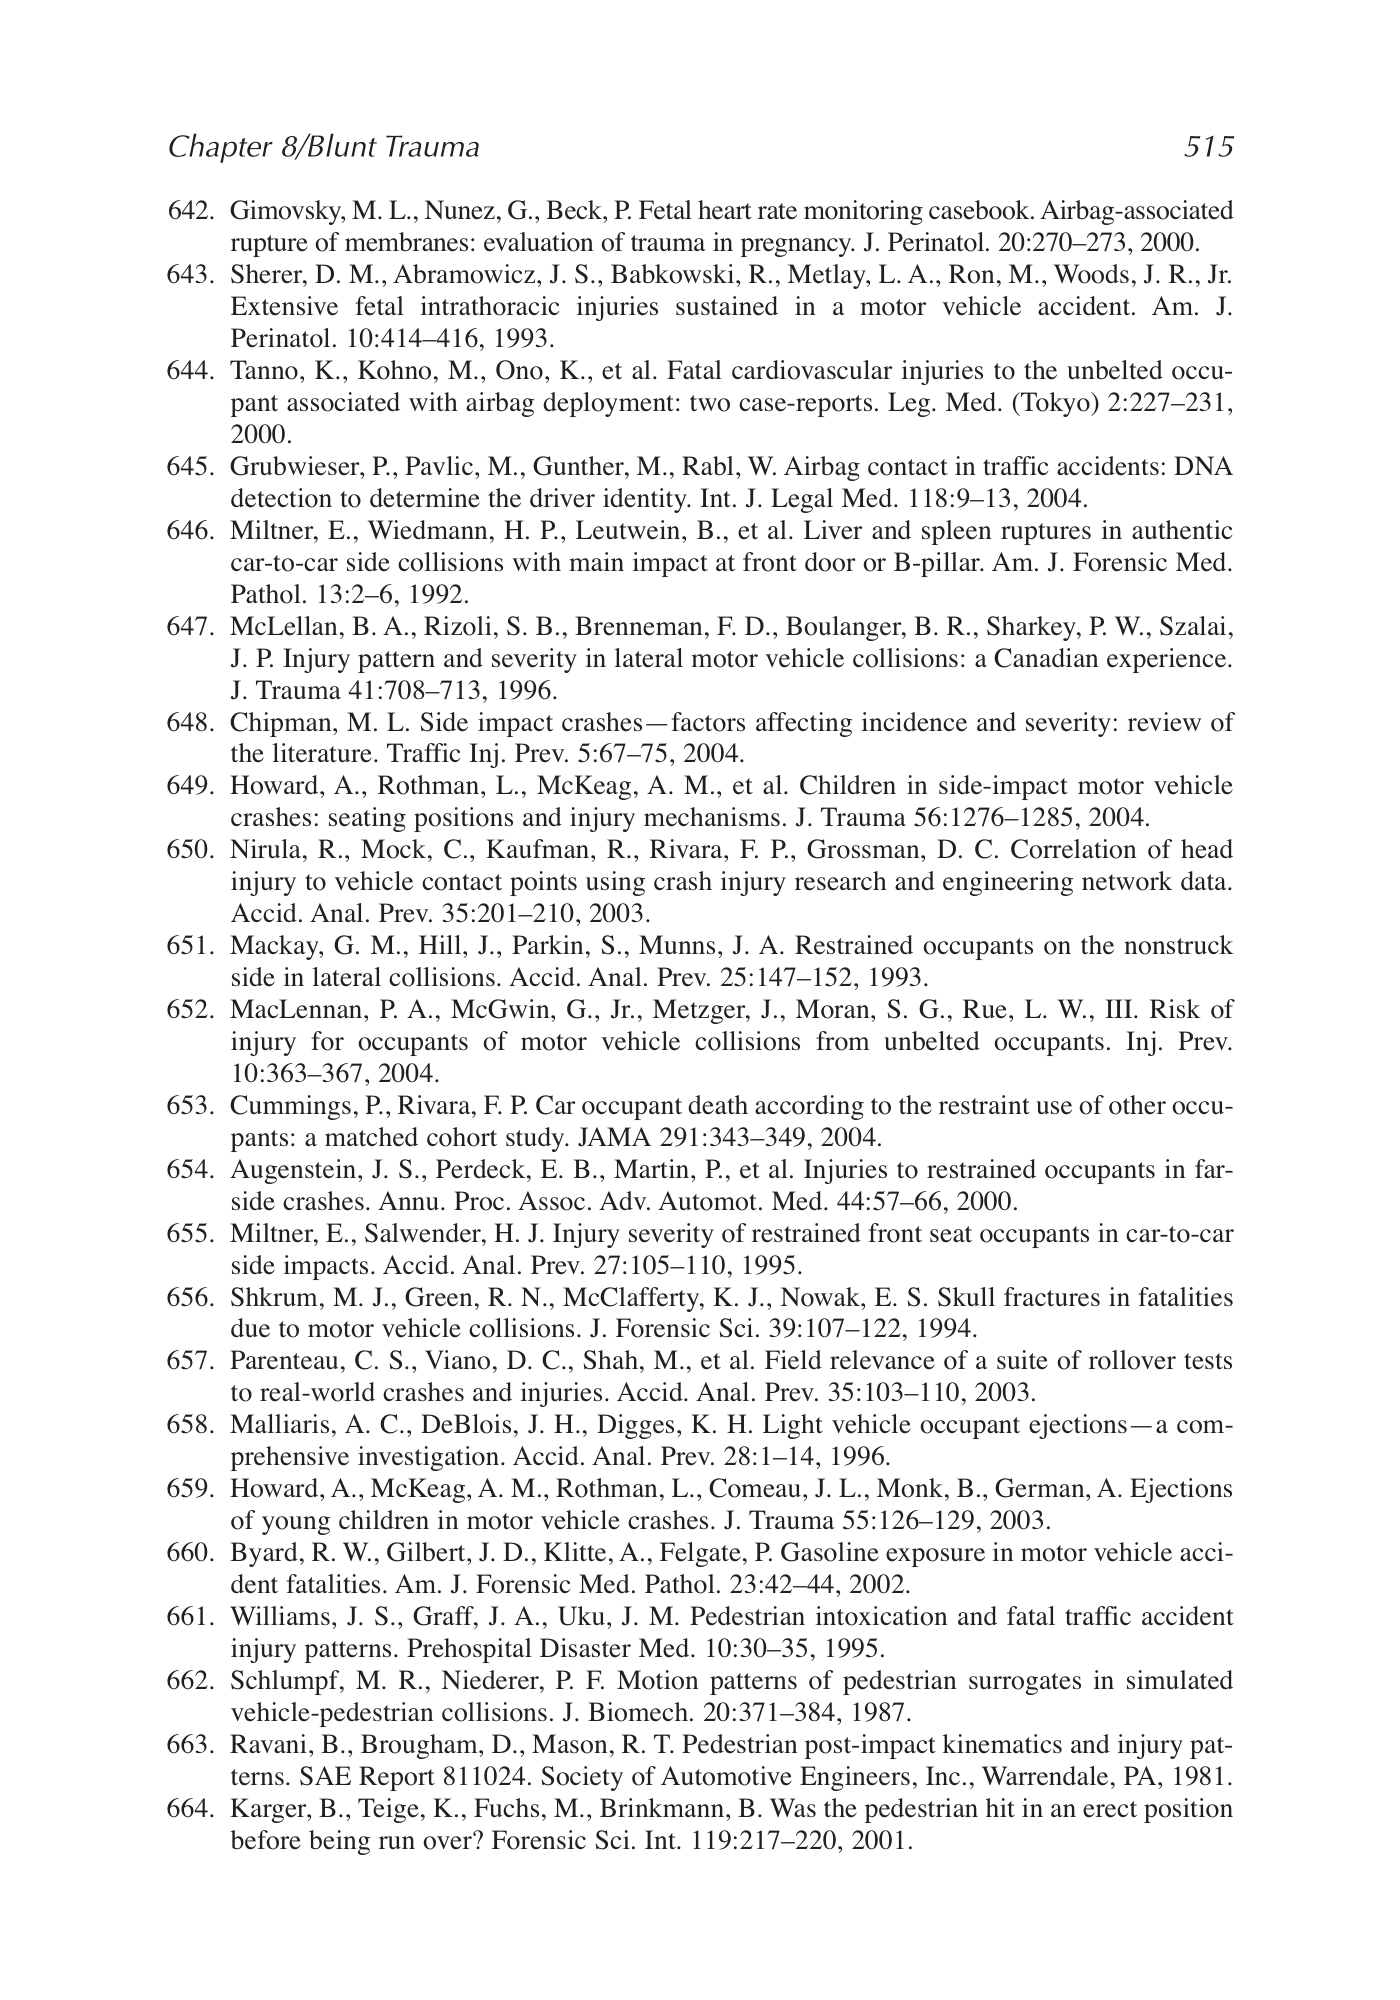 Chapter 8/Blunt Trauma 515
642. Gimovsky, M. L., Nunez, G., Beck, P. Fetal heart rate monitoring casebook. Airbag-associated
rupture of membranes: evaluation of trauma in pregnancy. J. Perinatol. 20:270–273, 2000.
643. Sherer, D. M., Abramowicz, J. S., Babkowski, R., Metlay, L. A., Ron, M., Woods, J. R., Jr.
Extensive fetal intrathoracic injuries sustained in a motor vehicle accident. Am. J.
Perinatol. 10:414–416, 1993.
644. Tanno, K., Kohno, M., Ono, K., et al. Fatal cardiovascular injuries to the unbelted occu-
pant associated with airbag deployment: two case-reports. Leg. Med. (Tokyo) 2:227–231,
2000.
645. Grubwieser, P., Pavlic, M., Gunther, M., Rabl, W. Airbag contact in traffic accidents: DNA
detection to determine the driver identity. Int. J. Legal Med. 118:9–13, 2004.
646. Miltner, E., Wiedmann, H. P., Leutwein, B., et al. Liver and spleen ruptures in authentic
car-to-car side collisions with main impact at front door or B-pillar. Am. J. Forensic Med.
Pathol. 13:2–6, 1992.
647. McLellan, B. A., Rizoli, S. B., Brenneman, F. D., Boulanger, B. R., Sharkey, P. W., Szalai,
J. P. Injury pattern and severity in lateral motor vehicle collisions: a Canadian experience.
J. Trauma 41:708–713, 1996.
648. Chipman, M. L. Side impact crashes—factors affecting incidence and severity: review of
the literature. Traffic Inj. Prev. 5:67–75, 2004.
649. Howard, A., Rothman, L., McKeag, A. M., et al. Children in side-impact motor vehicle
crashes: seating positions and injury mechanisms. J. Trauma 56:1276–1285, 2004.
650. Nirula, R., Mock, C., Kaufman, R., Rivara, F. P., Grossman, D. C. Correlation of head
injury to vehicle contact points using crash injury research and engineering network data.
Accid. Anal. Prev. 35:201–210, 2003.
651. Mackay, G. M., Hill, J., Parkin, S., Munns, J. A. Restrained occupants on the nonstruck
side in lateral collisions. Accid. Anal. Prev. 25:147–152, 1993.
652. MacLennan, P. A., McGwin, G., Jr., Metzger, J., Moran, S. G., Rue, L. W., III. Risk of
injury for occupants of motor vehicle collisions from unbelted occupants. Inj. Prev.
10:363–367, 2004.
653. Cummings, P., Rivara, F. P. Car occupant death according to the restraint use of other occu-
pants: a matched cohort study. JAMA 291:343–349, 2004.
654. Augenstein, J. S., Perdeck, E. B., Martin, P., et al. Injuries to restrained occupants in far-
side crashes. Annu. Proc. Assoc. Adv. Automot. Med. 44:57–66, 2000.
655. Miltner, E., Salwender, H. J. Injury severity of restrained front seat occupants in car-to-car
side impacts. Accid. Anal. Prev. 27:105–110, 1995.
656. Shkrum, M. J., Green, R. N., McClafferty, K. J., Nowak, E. S. Skull fractures in fatalities
due to motor vehicle collisions. J. Forensic Sci. 39:107–122, 1994.
657. Parenteau, C. S., Viano, D. C., Shah, M., et al. Field relevance of a suite of rollover tests
to real-world crashes and injuries. Accid. Anal. Prev. 35:103–110, 2003.
658. Malliaris, A. C., DeBlois, J. H., Digges, K. H. Light vehicle occupant ejections—a com-
prehensive investigation. Accid. Anal. Prev. 28:1–14, 1996.
659. Howard, A., McKeag, A. M., Rothman, L., Comeau, J. L., Monk, B., German, A. Ejections
of young children in motor vehicle crashes. J. Trauma 55:126–129, 2003.
660. Byard, R. W., Gilbert, J. D., Klitte, A., Felgate, P. Gasoline exposure in motor vehicle acci-
dent fatalities. Am. J. Forensic Med. Pathol. 23:42–44, 2002.
661. Williams, J. S., Graff, J. A., Uku, J. M. Pedestrian intoxication and fatal traffic accident
injury patterns. Prehospital Disaster Med. 10:30–35, 1995.
662. Schlumpf, M. R., Niederer, P. F. Motion patterns of pedestrian surrogates in simulated
vehicle-pedestrian collisions. J. Biomech. 20:371–384, 1987.
663. Ravani, B., Brougham, D., Mason, R. T. Pedestrian post-impact kinematics and injury pat-
terns. SAE Report 811024. Society of Automotive Engineers, Inc., Warrendale, PA, 1981.
664. Karger, B., Teige, K., Fuchs, M., Brinkmann, B. Was the pedestrian hit in an erect position
before being run over? Forensic Sci. Int. 119:217–220, 2001.